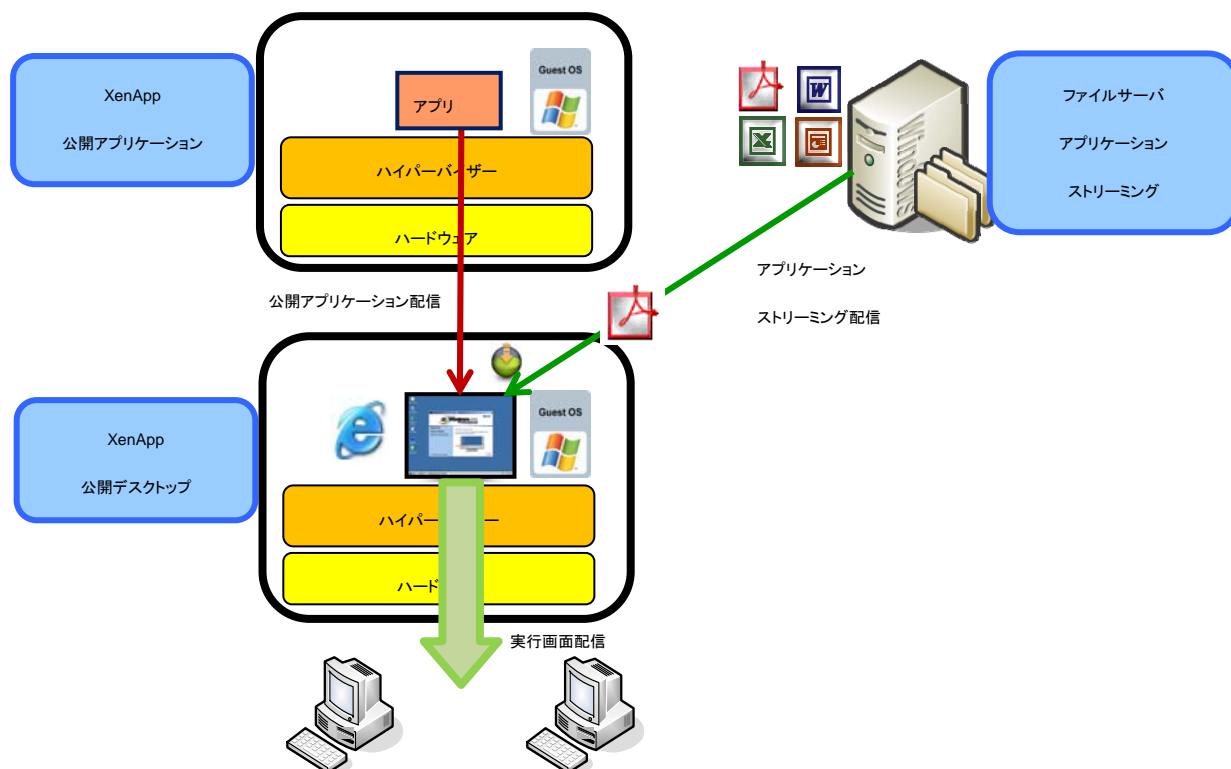 XenApp
公開アプリケーション
アプリ
Guest OS
ハイパーバイザー
ハードウェア
ファイルサーバ
アプリケーション
ストリーミング
公開アプリケーション配信
アプリケーション
ストリーミング配信
XenApp
公開デスクトップ
Guest OS
ハイパー
ー
ハード
実行画面配信